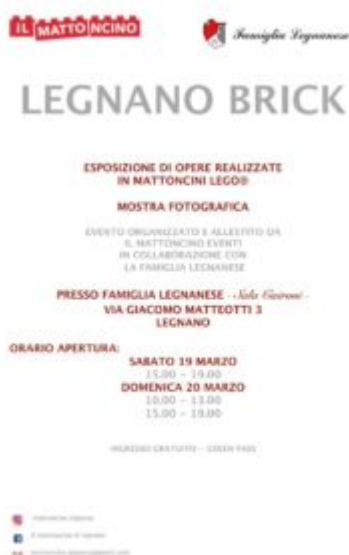 IL MATTONCINO
Famiglia Legnanese
LEGNANO BRICK
ESPOSIZIONE DI OPERE REALIZZATE
IN MATTONCINI LEGO®
MOSTRA FOTOGRAFICA
EVENTO ORGANIZZATO E ALLESTITO DA
IL MATTONCINO EVENTI
IN COLLABORAZIONE CON
LA FAMIGLIA LEGNANESE
PRESSO FAMIGLIA LEGNANESE - Sala
VIA GIACOMO MATTEOTTI 3
LEGNANO
ORARIO APERTURA:
SABATO 19 MARZO
15.00 - 19.00
DOMENICA 20 MARZO
10.00 - 13.00
15.00 - 19.00
INGRESSO GRATUITO - GREEN PASS